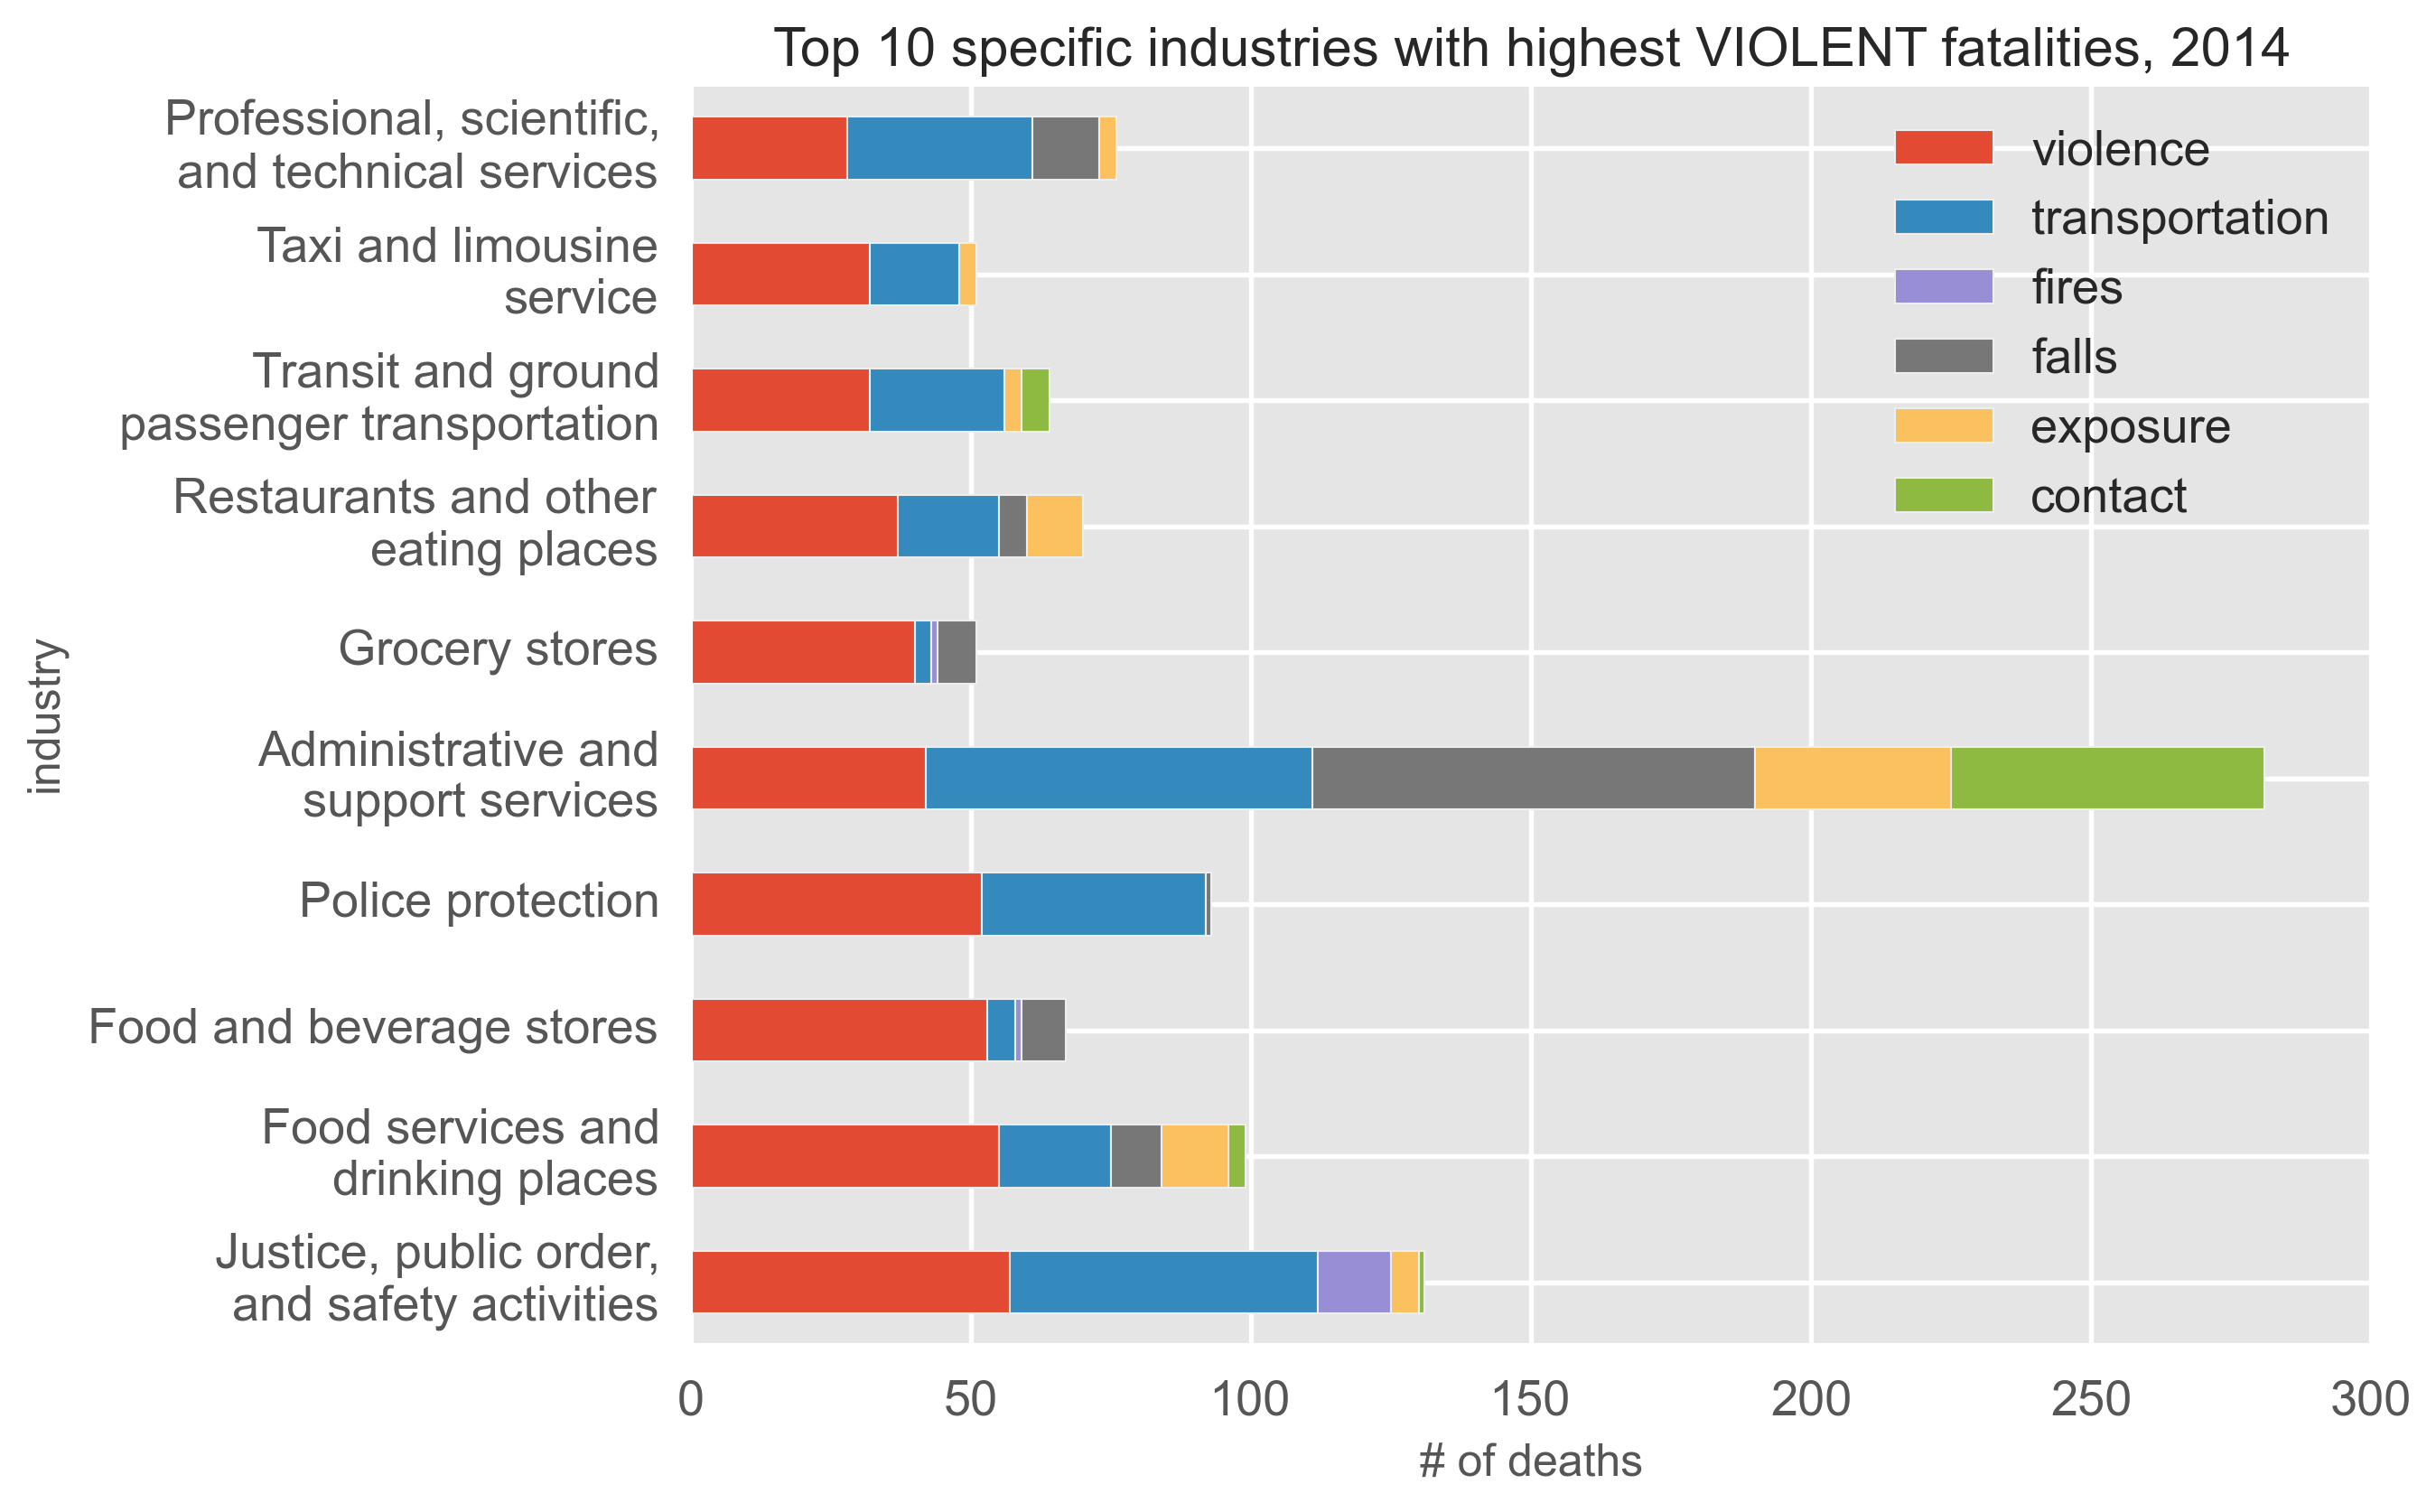 Top 10 specific industries with highest VIOLENT fatalities, 2014
Professional, scientific,
and technical services
Taxi and limousine
service
Transit and ground
passenger transportation
Restaurants and other
eating places
Grocery stores
Administrative and
support services
Police protection
Food and beverage stores
Food services and
drinking places
Justice, public order,
and safety activities
industry
violence
transportation
fires
falls
exposure
contact
0 50 100 150 200 250 300
# of deaths